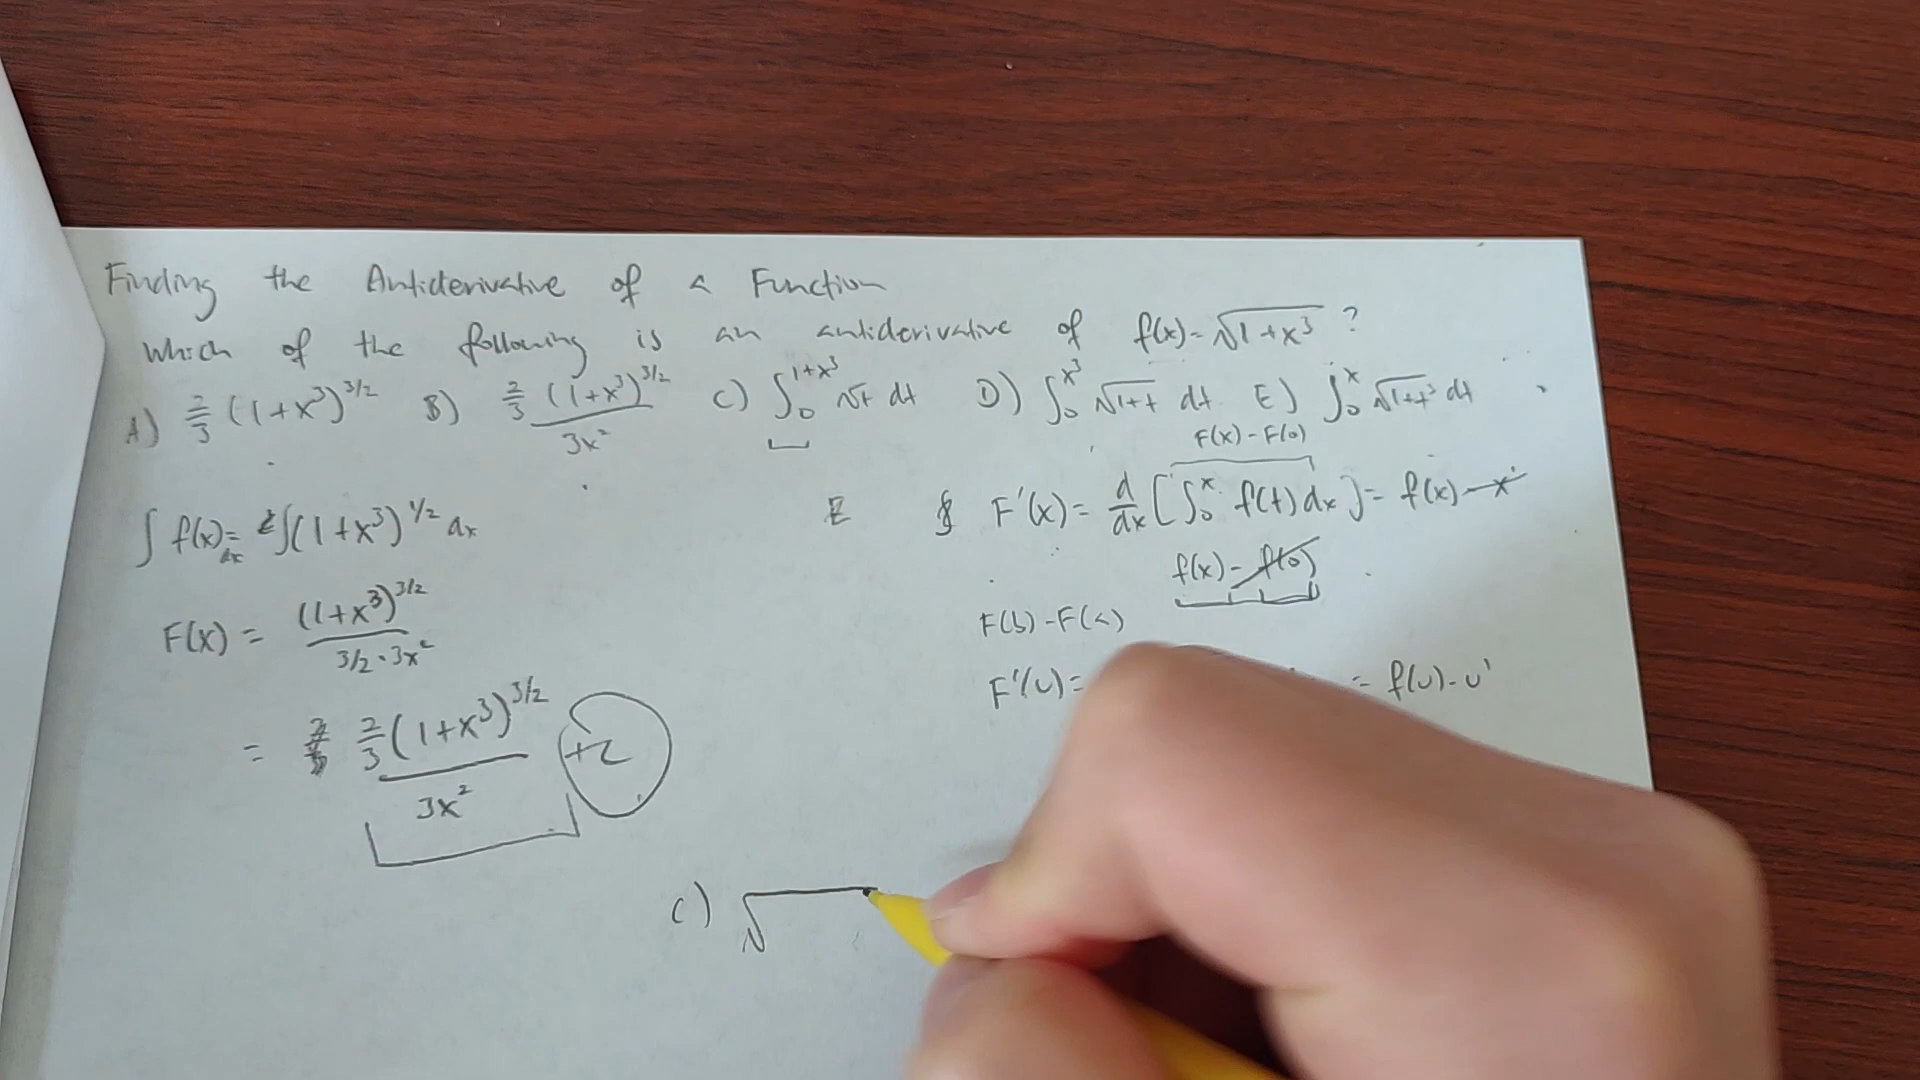 Finding the Antiderivative of a Function
Which of the following is an antiderivative of f(x)=√(1+x³) ?
A) 2/3 (1+x³)^3/2 B) 2/3 (1+x³)^3/2 / 3x² C) ∫₀^(1+x³) √t dt D) ∫₀^(x³) √(1+t) dt E) ∫₀^x √(1+t³) dt
F(x)-F(0)
∫ f(x) dx = ∫(1+x³)^1/2 dx
E F'(x)= d/dx [∫₀^x f(t) dx] = f(x)
f(x)-f(0)
F(x) = (1+x³)^3/2 / 3/2·3x²
F(b)-F(a)
F'(u)= = f(u)-u'
= 2/3 (1+x³)^3/2 / 3x² +C
C) √